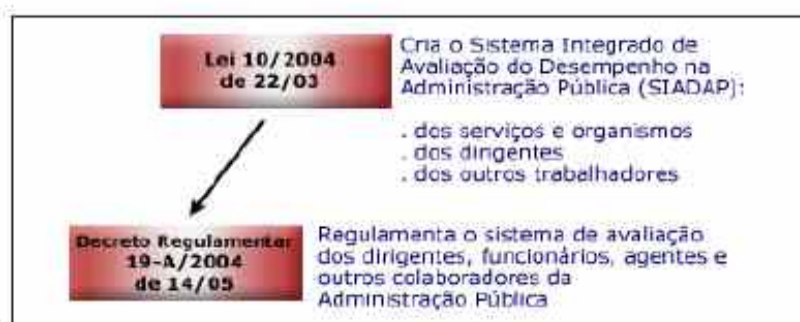 Lei 10/2004
de 22/03
Cria o Sistema Integrado de
Avaliação do Desempenho na
Administração Pública (SIADAP):
. dos serviços e organismos
. dos dirigentes
. dos outros trabalhadores
Decreto Regulamentar
19-A/2004
de 14/05
Regulamenta o sistema de avaliação
dos dirigentes, funcionários, agentes e
outros colaboradores da
Administração Pública